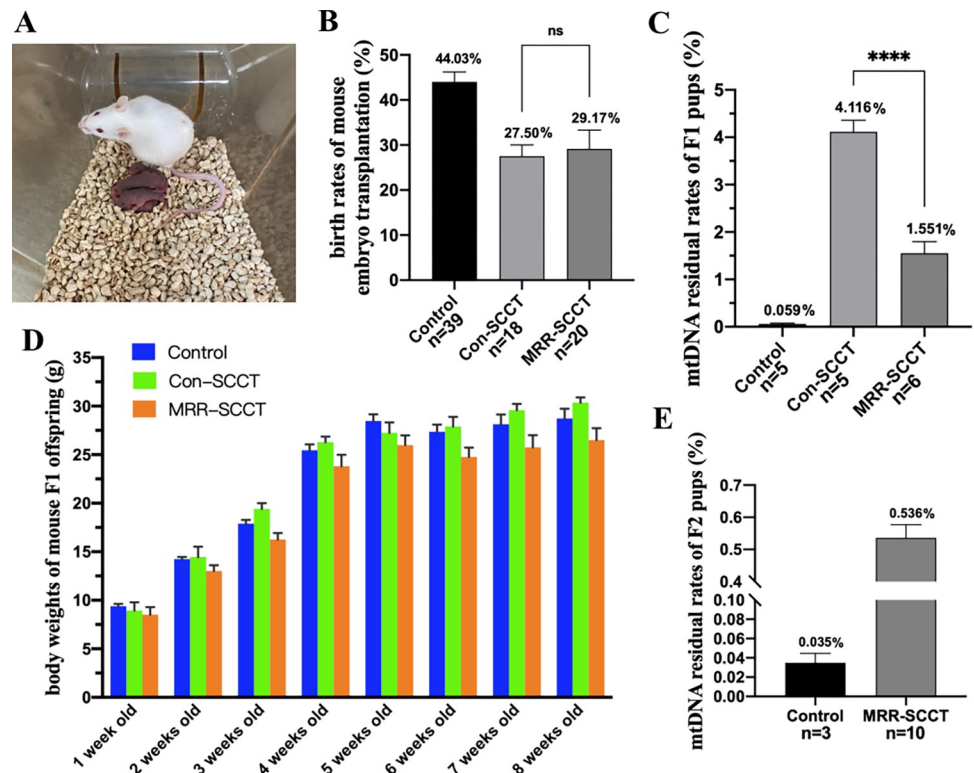 A
B
birth rates of mouse
embryo transplantation (%)
50
40
30
20
10
0
44.03%
27.50%
29.17%
ns
Control
n=39
Con-SCCT
n=18
MRR-SCCT
n=20
C
mtDNA residual rates of F1 pups (%)
5
4
3
2
1
0
0.059%
4.116%
1.551%
****
Control
n=5
Con-SCCT
n=5
MRR-SCCT
n=6
D
body weights of mouse F1 offspring (g)
35
30
25
20
15
10
5
0
Control
Con-SCCT
MRR-SCCT
1 week old
2 weeks old
3 weeks old
4 weeks old
5 weeks old
6 weeks old
7 weeks old
8 weeks old
E
mtDNA residual rates of F2 pups (%)
0.7
0.6
0.5
0.4
0.10
0.08
0.06
0.04
0.02
0.00
0.035%
0.536%
Control
n=3
MRR-SCCT
n=10